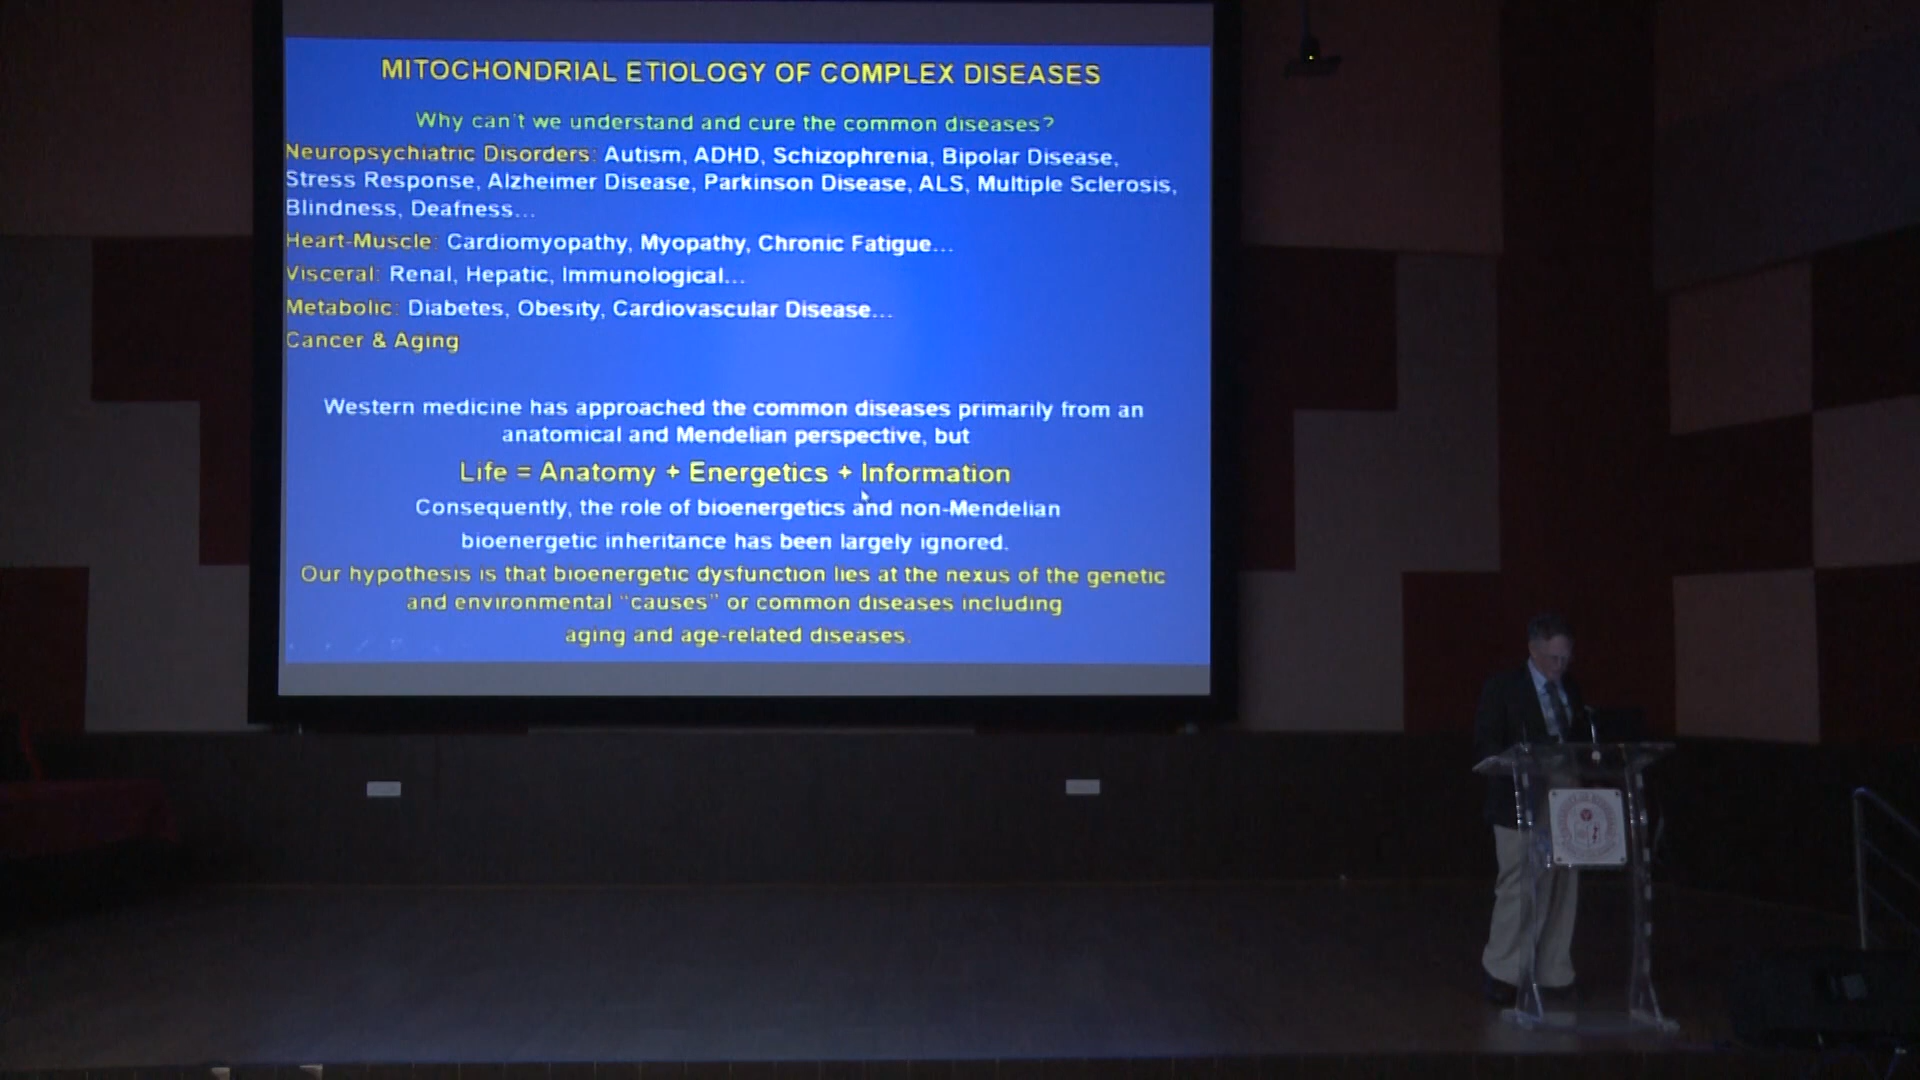 MITOCHONDRIAL ETIOLOGY OF COMPLEX DISEASES
Why can't we understand and cure the common diseases?
Neuropsychiatric Disorders: Autism, ADHD, Schizophrenia, Bipolar Disease,
Stress Response, Alzheimer Disease, Parkinson Disease, ALS, Multiple Sclerosis,
Blindness, Deafness...
Heart-Muscle: Cardiomyopathy, Myopathy, Chronic Fatigue...
Visceral: Renal, Hepatic, Immunological...
Metabolic: Diabetes, Obesity, Cardiovascular Disease...
Cancer & Aging
Western medicine has approached the common diseases primarily from an
anatomical and Mendelian perspective, but
Life = Anatomy + Energetics + Information
Consequently, the role of bioenergetics and non-Mendelian
bioenergetic inheritance has been largely ignored.
Our hypothesis is that bioenergetic dysfunction lies at the nexus of the genetic
and environmental "causes" or common diseases including
aging and age-related diseases.